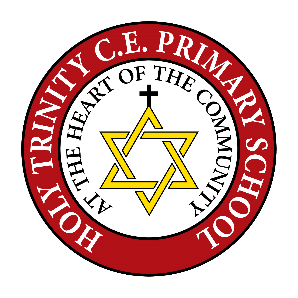 HOLY TRINITY C.E. PRIMARY SCHOOL
AT THE HEART OF THE COMMUNITY